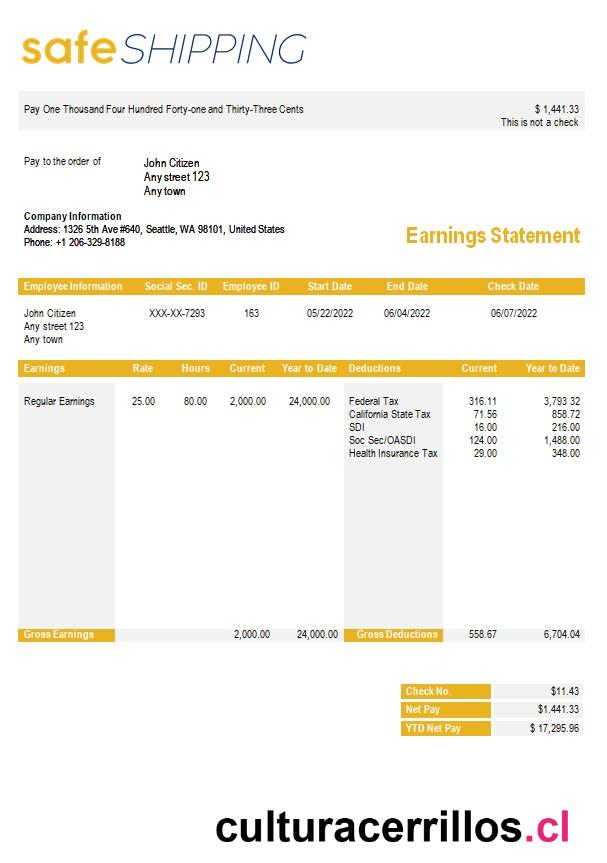 safeSHIPPING
Pay One Thousand Four Hundred Forty-one and Thirty-Three Cents $ 1,441.33
This is not a check
Pay to the order of John Citizen
Any street 123
Any town
Company Information
Address: 1326 5th Ave #640, Seattle, WA 98101, United States
Phone: +1 206-329-8188
Earnings Statement
Employee Information Social Sec. ID Employee ID Start Date End Date Check Date
John Citizen XXX-XX-7293 163 05/22/2022 06/04/2022 06/07/2022
Any street 123
Any town
Earnings Rate Hours Current Year to Date Deductions Current Year to Date
Regular Earnings 25.00 80.00 2,000.00 24,000.00 Federal Tax 316.11 3,793 32
California State Tax 71.56 858.72
SDI 16.00 216.00
Soc Sec/OASDI 124.00 1,488.00
Health Insurance Tax 29.00 348.00
Gross Earnings 2,000.00 24,000.00 Gross Deductions 558.67 6,704.04
Check No. $11.43
Net Pay $1.441.33
YTD Net Pay $ 17,295.96
culturacerrillos.cl